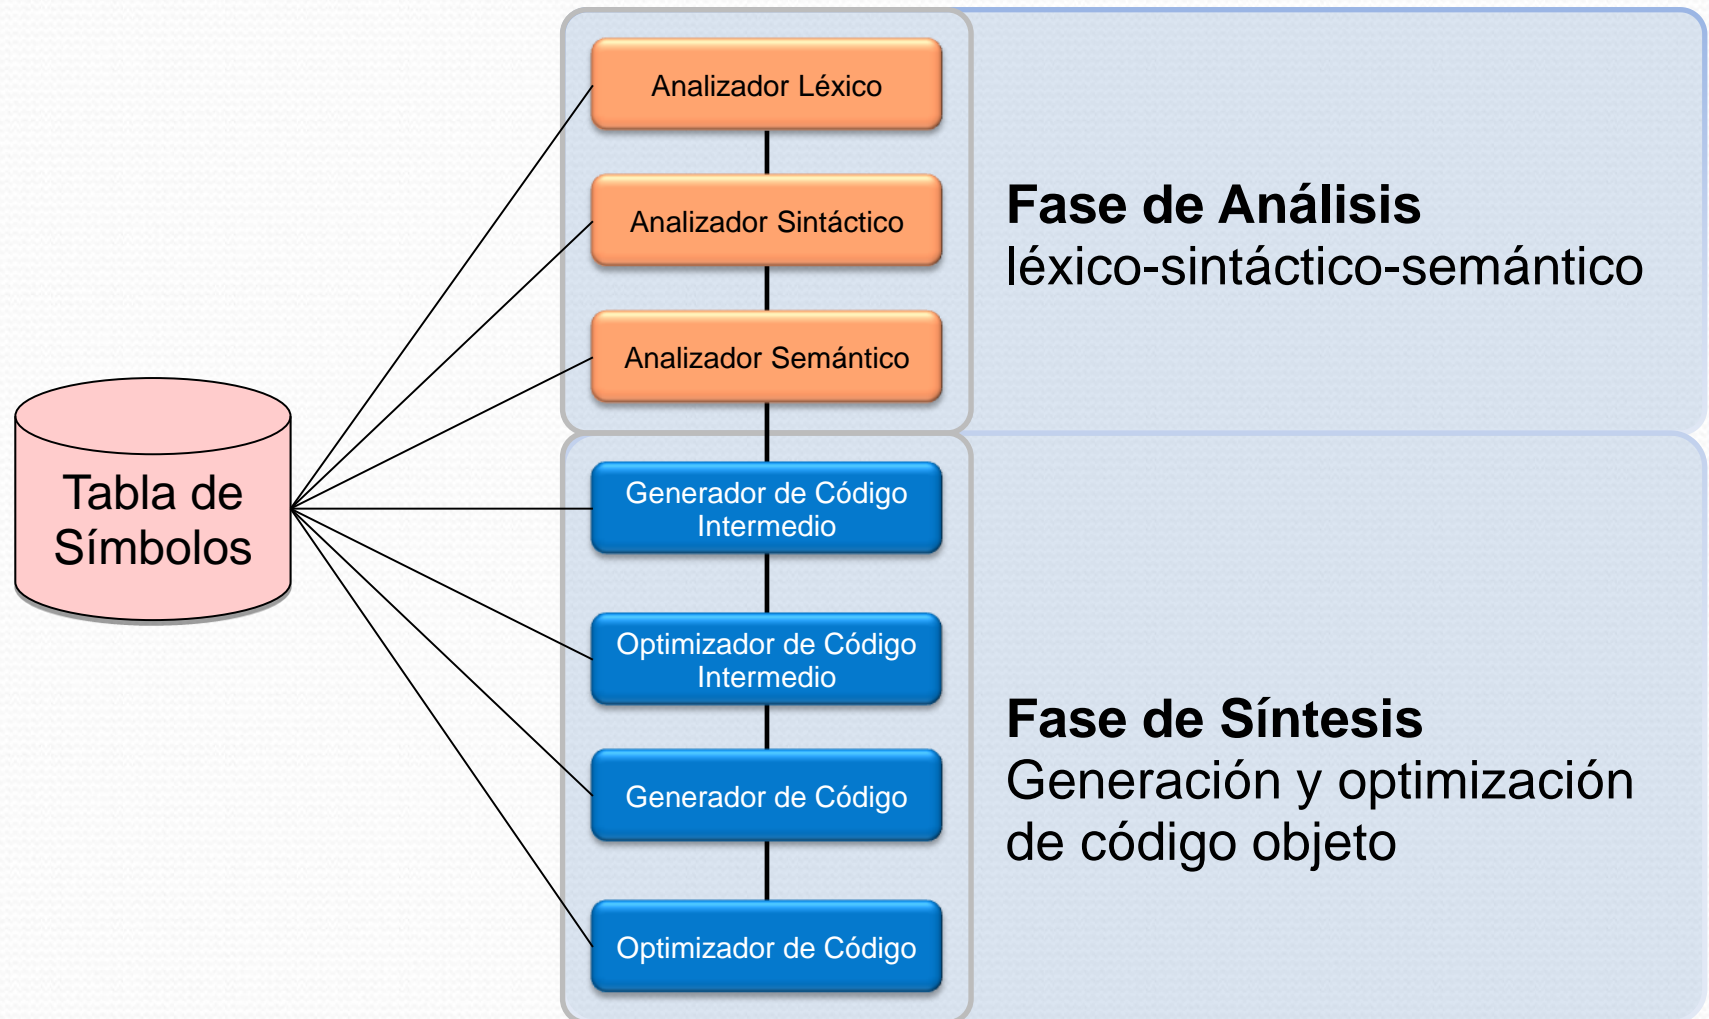 Analizador Léxico
Analizador Sintáctico
Analizador Semántico
Fase de Análisis
léxico-sintáctico-semántico
Tabla de
Símbolos
Generador de Código
Intermedio
Optimizador de Código
Intermedio
Generador de Código
Optimizador de Código
Fase de Síntesis
Generación y optimización
de código objeto